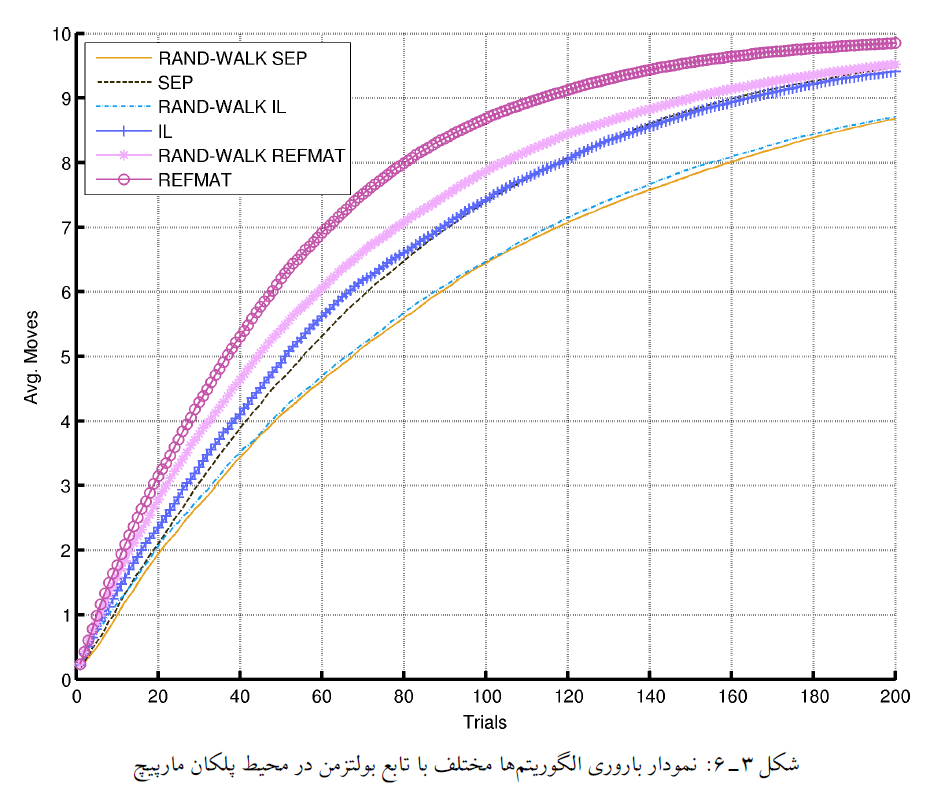 10
9
8
7
6
5
4
3
2
1
0
RAND-WALK SEP
SEP
RAND-WALK IL
IL
RAND-WALK REFMAT
REFMAT
Avg. Moves
0 20 40 60 80 100 120 140 160 180 200
Trials
شکل ۳ـ۶: نمودار باروری الگوریتم‌ها مختلف با تابع بولتزمن در محیط پلکان مارپیچ